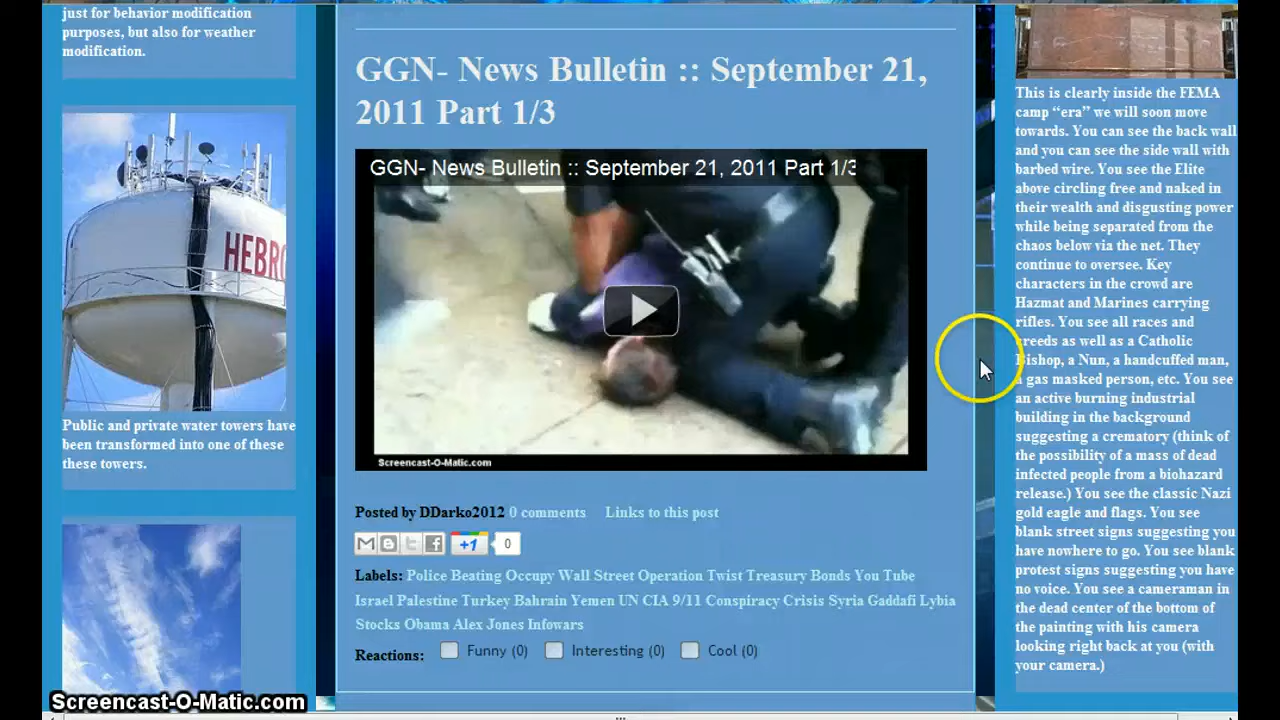 just for behavior modification
purposes, but also for weather
modification.
HEBRO
Public and private water towers have
been transformed into one of these
these towers.
GGN- News Bulletin :: September 21,
2011 Part 1/3
GGN- News Bulletin :: September 21, 2011 Part 1/3
Screencast-O-Matic.com
Posted by DDarko2012 0 comments Links to this post
+1 0
Labels: Police Beating Occupy Wall Street Operation Twist Treasury Bonds You Tube
Israel Palestine Turkey Bahrain Yemen UN CIA 9/11 Conspiracy Crisis Syria Gaddafi Lybia
Stocks Obama Alex Jones Infowars
Reactions: Funny (0) Interesting (0) Cool (0)
This is clearly inside the FEMA
camp “era” we will soon move
towards. You can see the back wall
and you can see the side wall with
barbed wire. You see the Elite
above circling free and naked in
their wealth and disgusting power
while being separated from the
chaos below via the net. They
continue to oversee. Key
characters in the crowd are
Hazmat and Marines carrying
rifles. You see all races and
creeds as well as a Catholic
Bishop, a Nun, a handcuffed man,
a gas masked person, etc. You see
an active burning industrial
building in the background
suggesting a crematory (think of
the possibility of a mass of dead
infected people from a biohazard
release.) You see the classic Nazi
gold eagle and flags. You see
blank street signs suggesting you
have nowhere to go. You see blank
protest signs suggesting you have
no voice. You see a cameraman in
the dead center of the bottom of
the painting with his camera
looking right back at you (with
your camera.)
Screencast-O-Matic.com